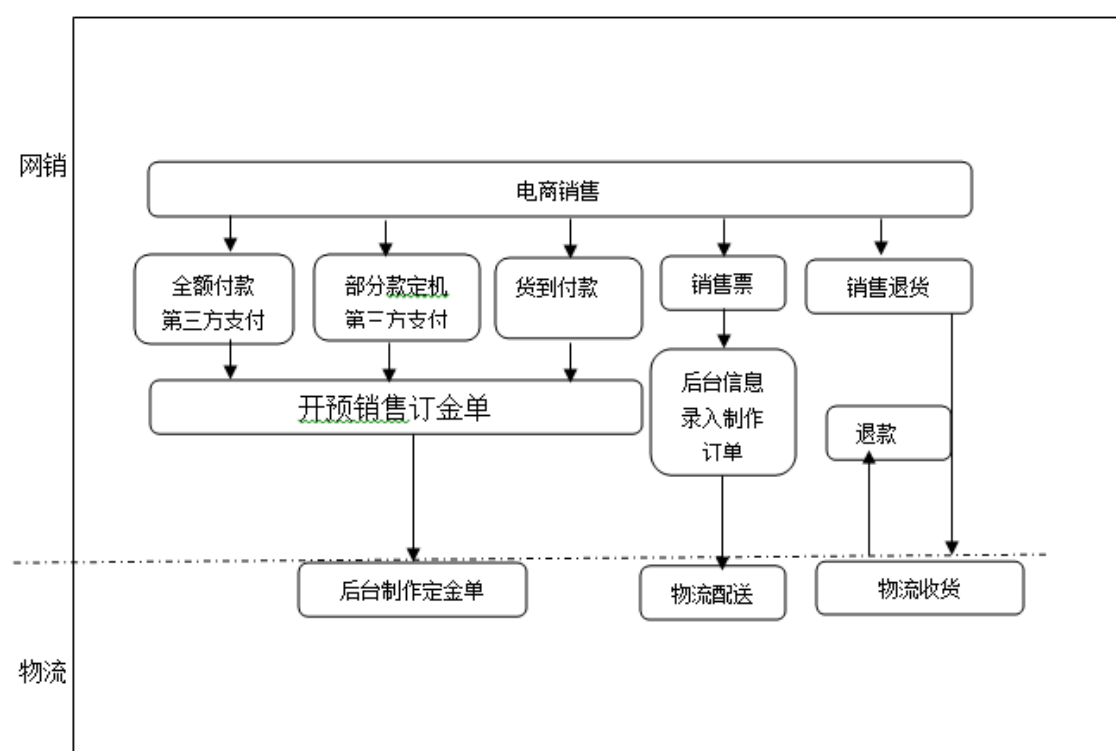 网销
电商销售
全额付款
第三方支付
部分款定机
第三方支付
货到付款
销售票
销售退货
开预销售订金单
后台信息
录入制作
订单
退款
后台制作定金单
物流配送
物流收货
物流